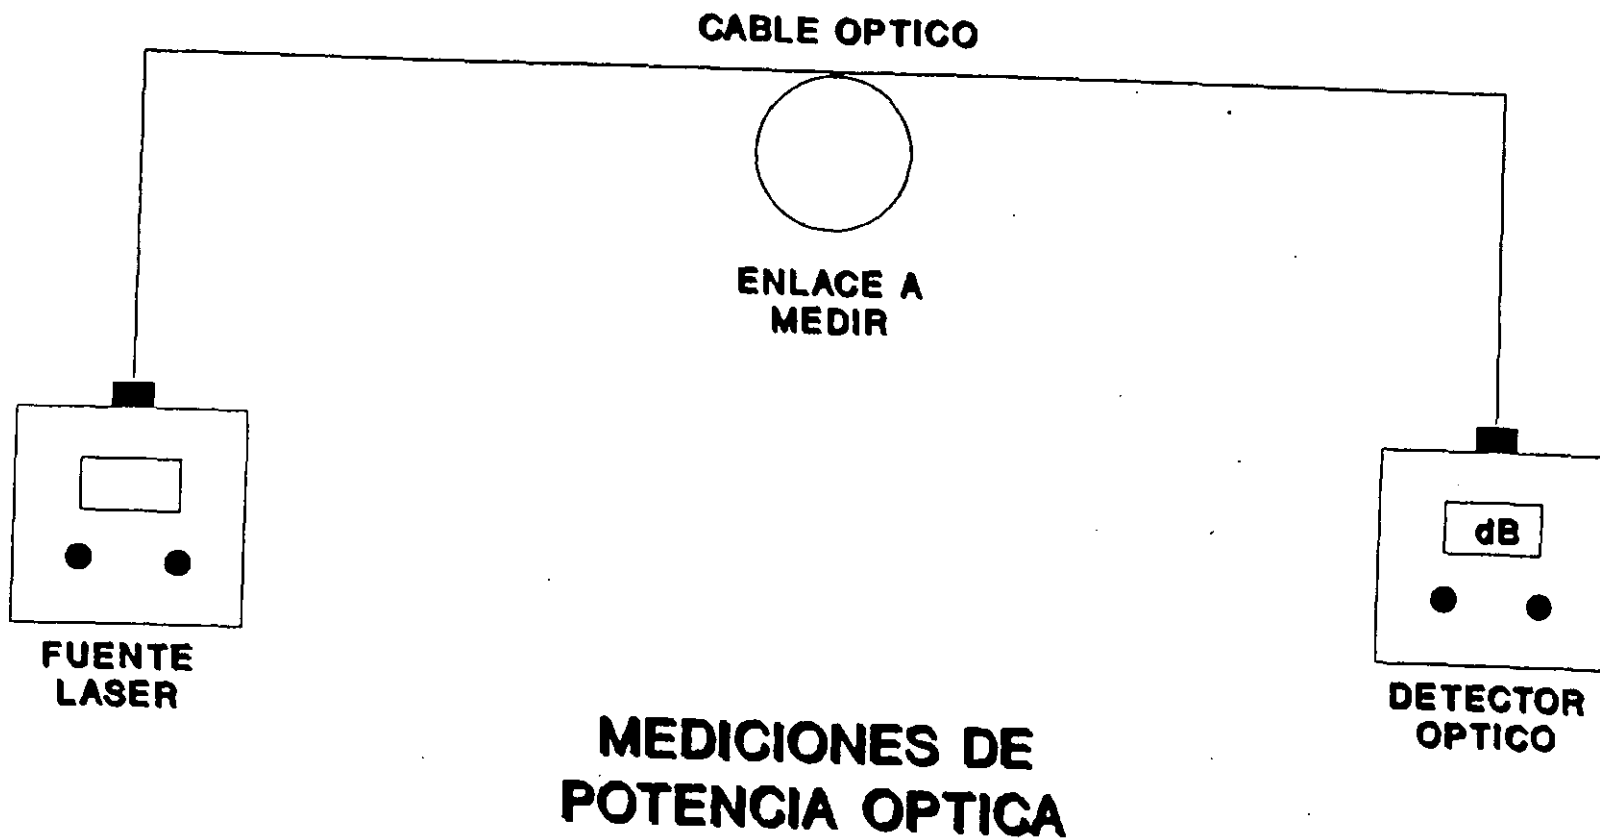 CABLE OPTICO
ENLACE A
MEDIR
dB
FUENTE
LASER
DETECTOR
OPTICO
MEDICIONES DE
POTENCIA OPTICA